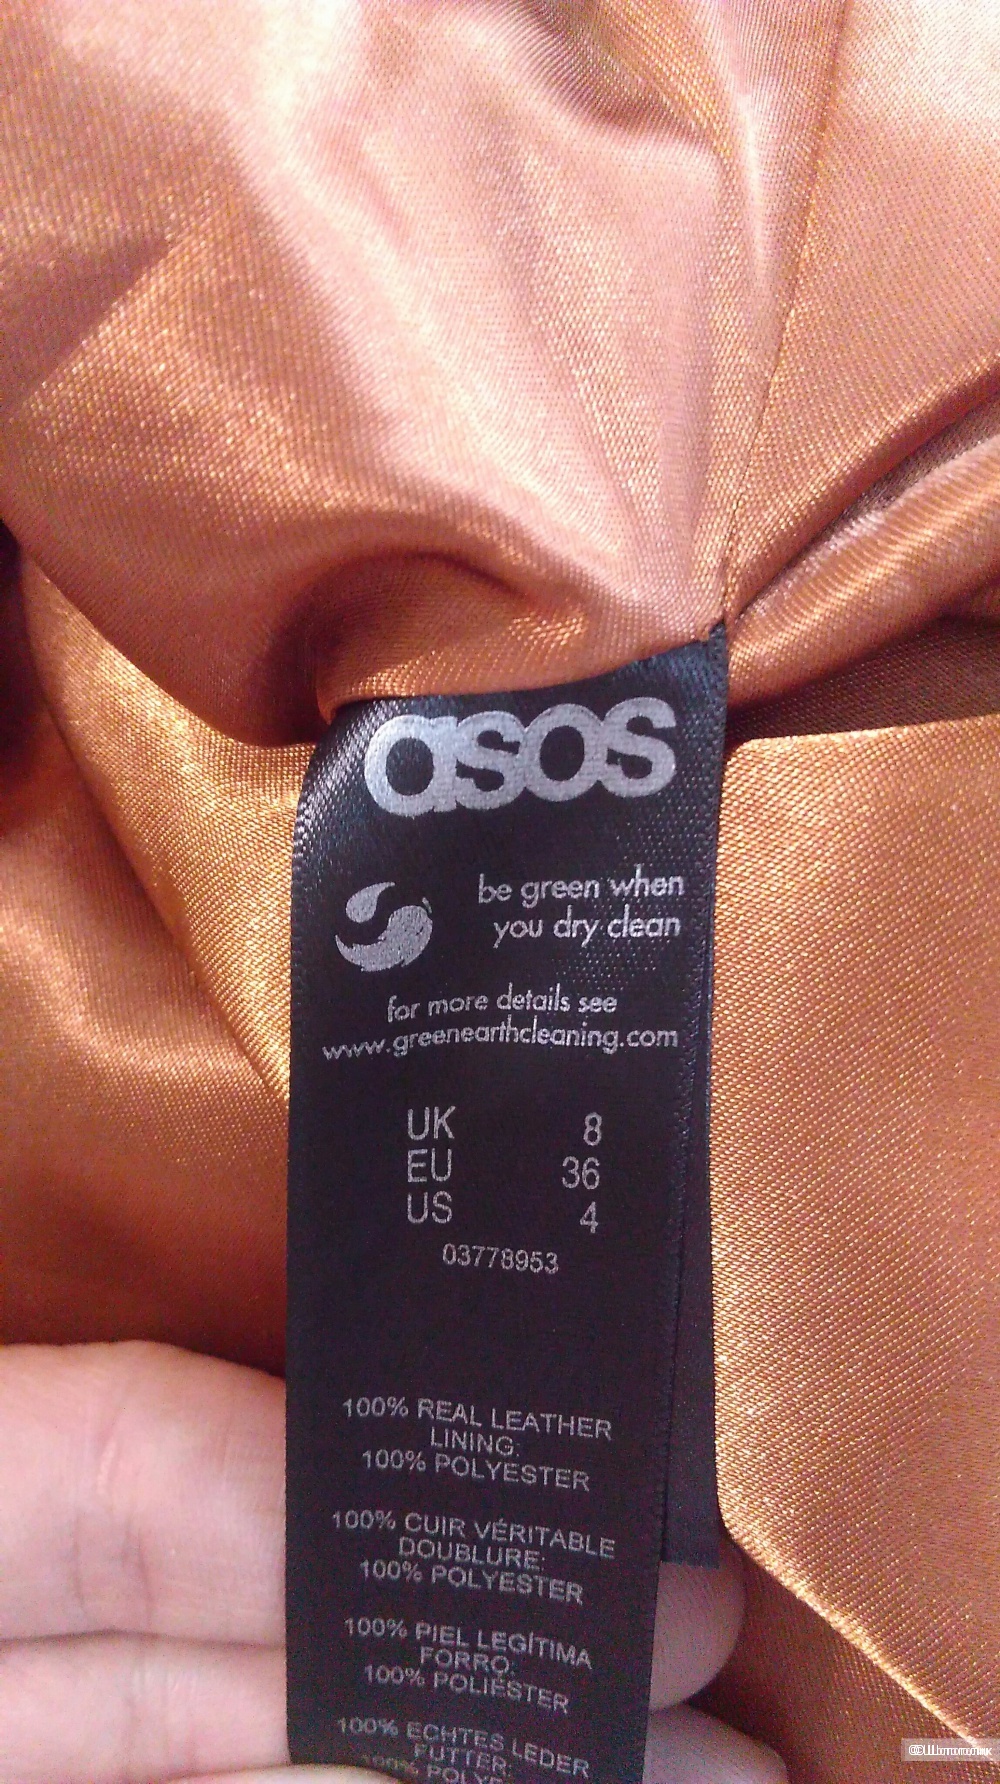 asos
be green when
you dry clean
for more details see
www.greenearthcleaning.com
UK 8
EU 36
US 4
03778953
100% REAL LEATHER
LINING:
100% POLYESTER
100% CUIR VÉRITABLE
DOUBLURE:
100% POLYESTER
100% PIEL LEGÍTIMA
FORRO:
100% POLIÉSTER
100% ECHTES LEDER
FUTTER: